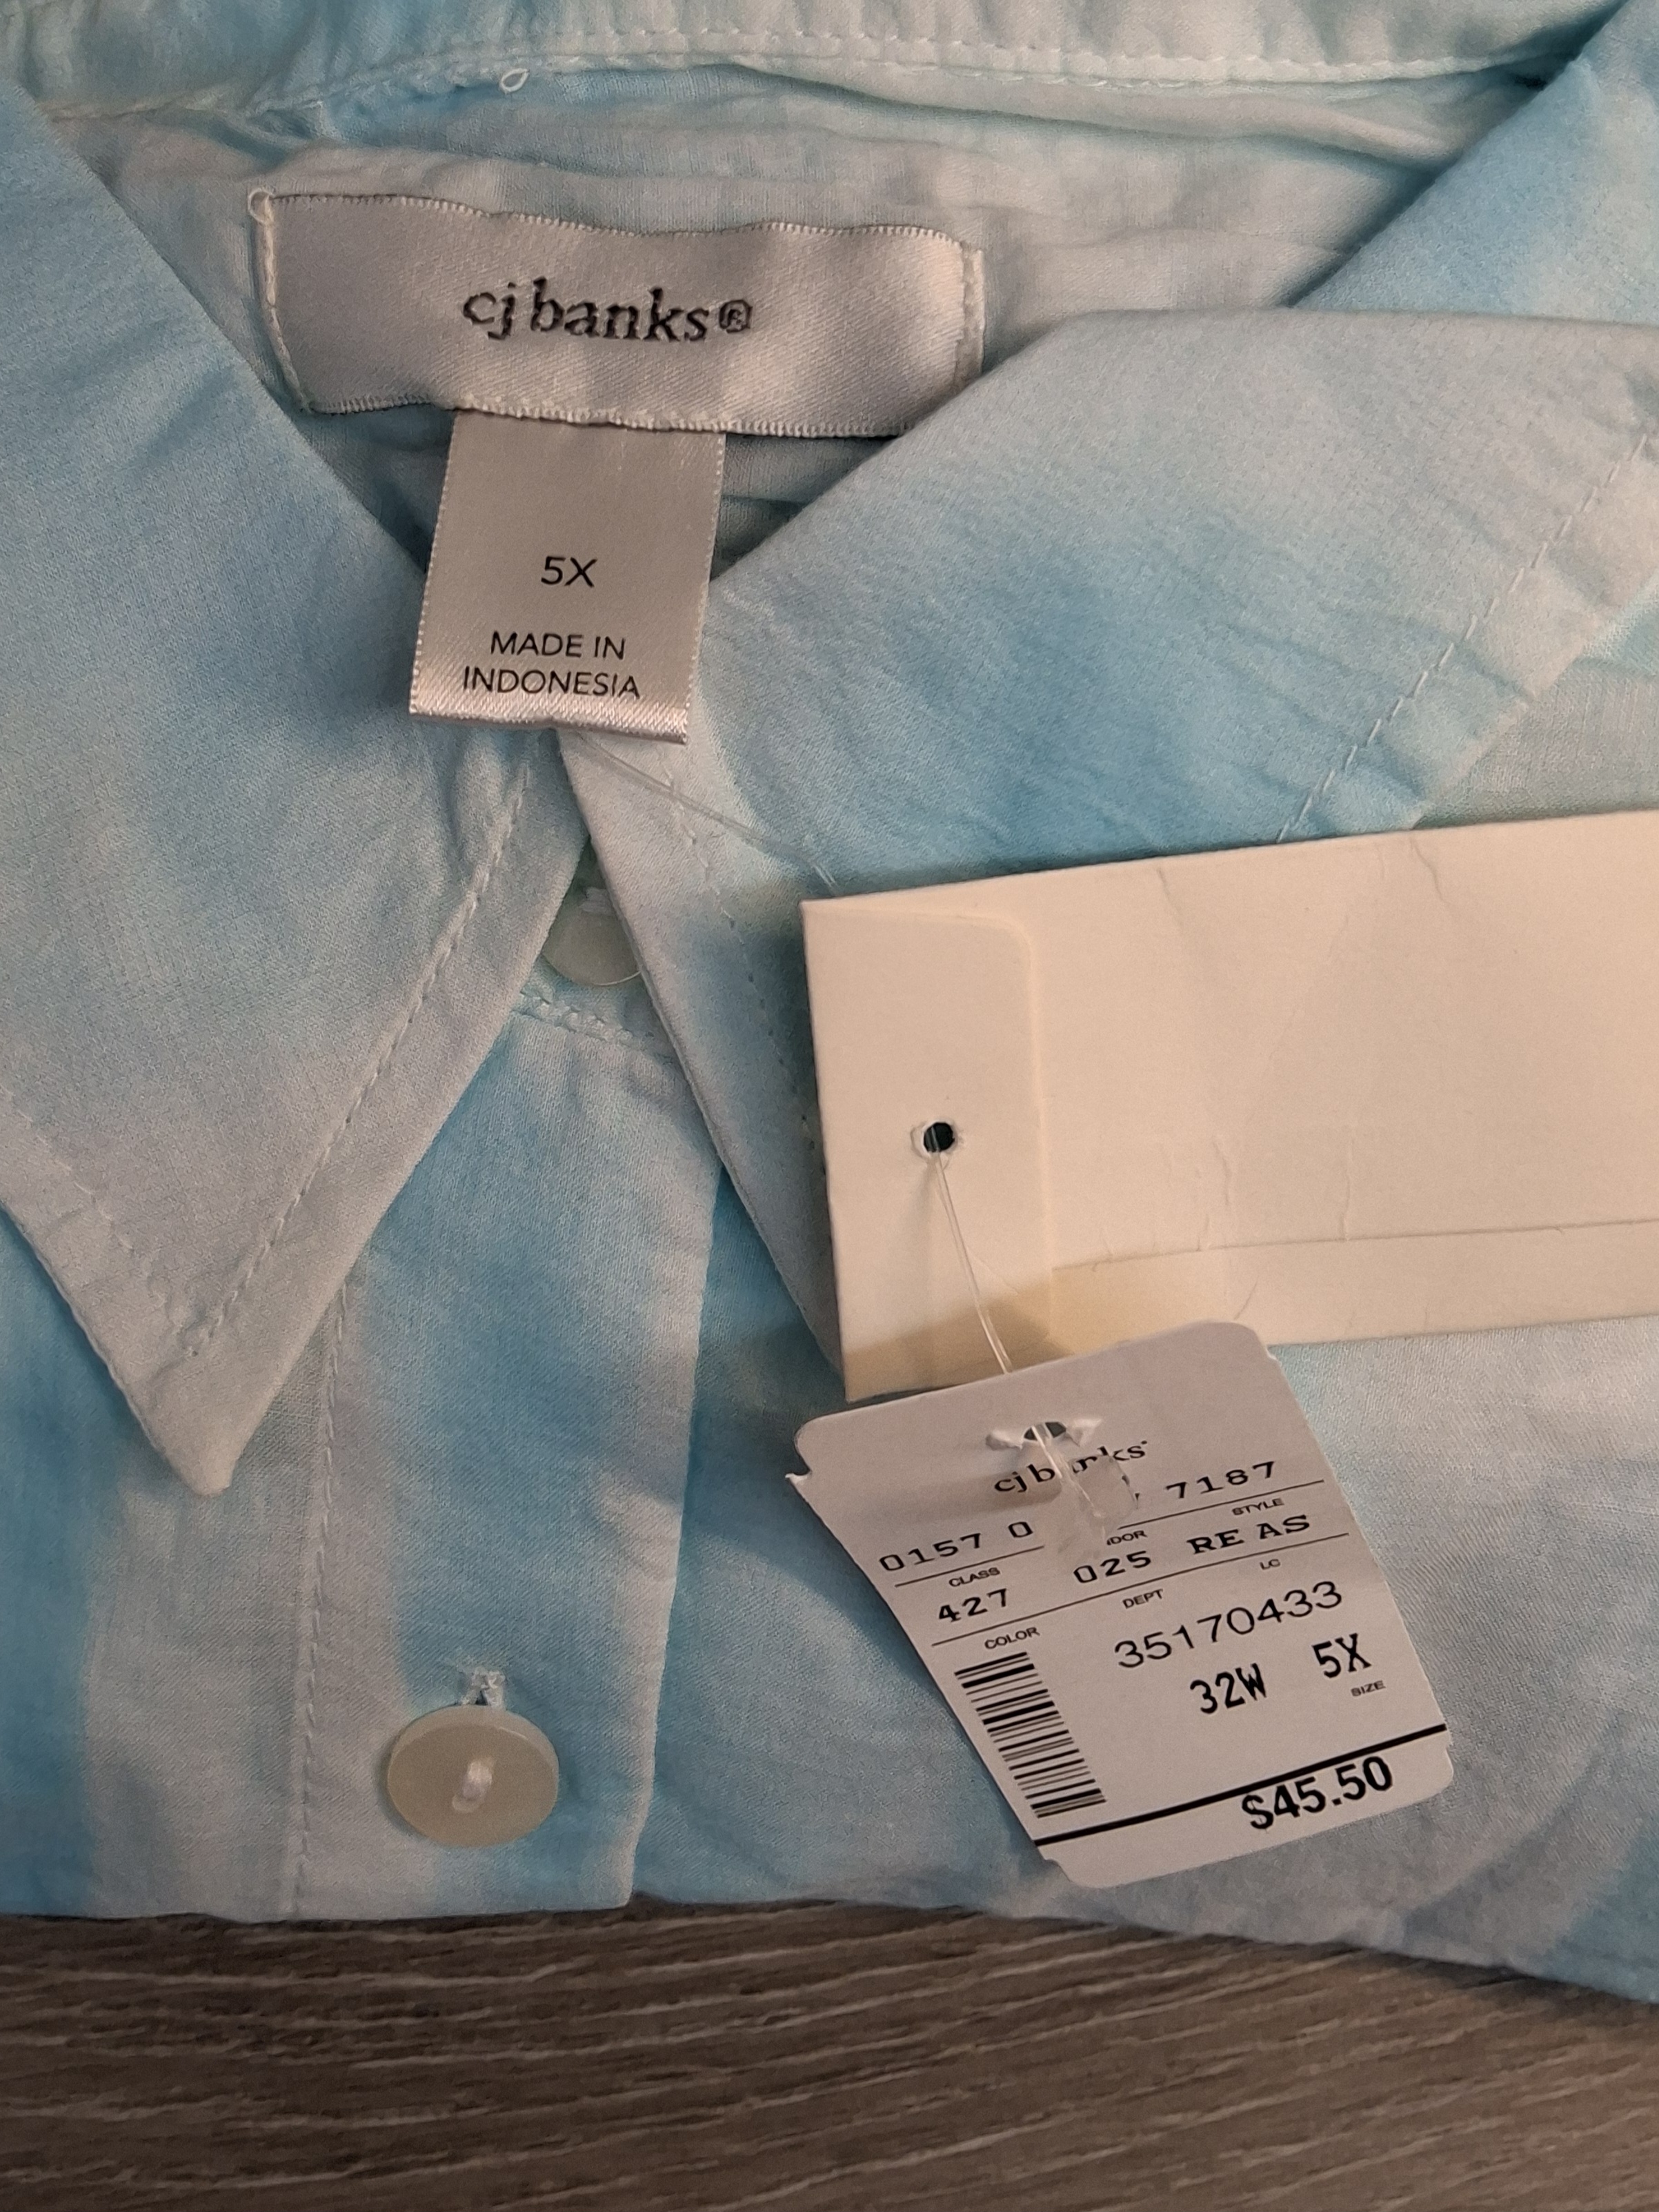 cj banks®
5X
MADE IN
INDONESIA
cj banks
0157 0 7187
CLASS STYLE
427 025 RE AS
COLOR DEPT LC
35170433
32W 5X
SIZE
$45.50